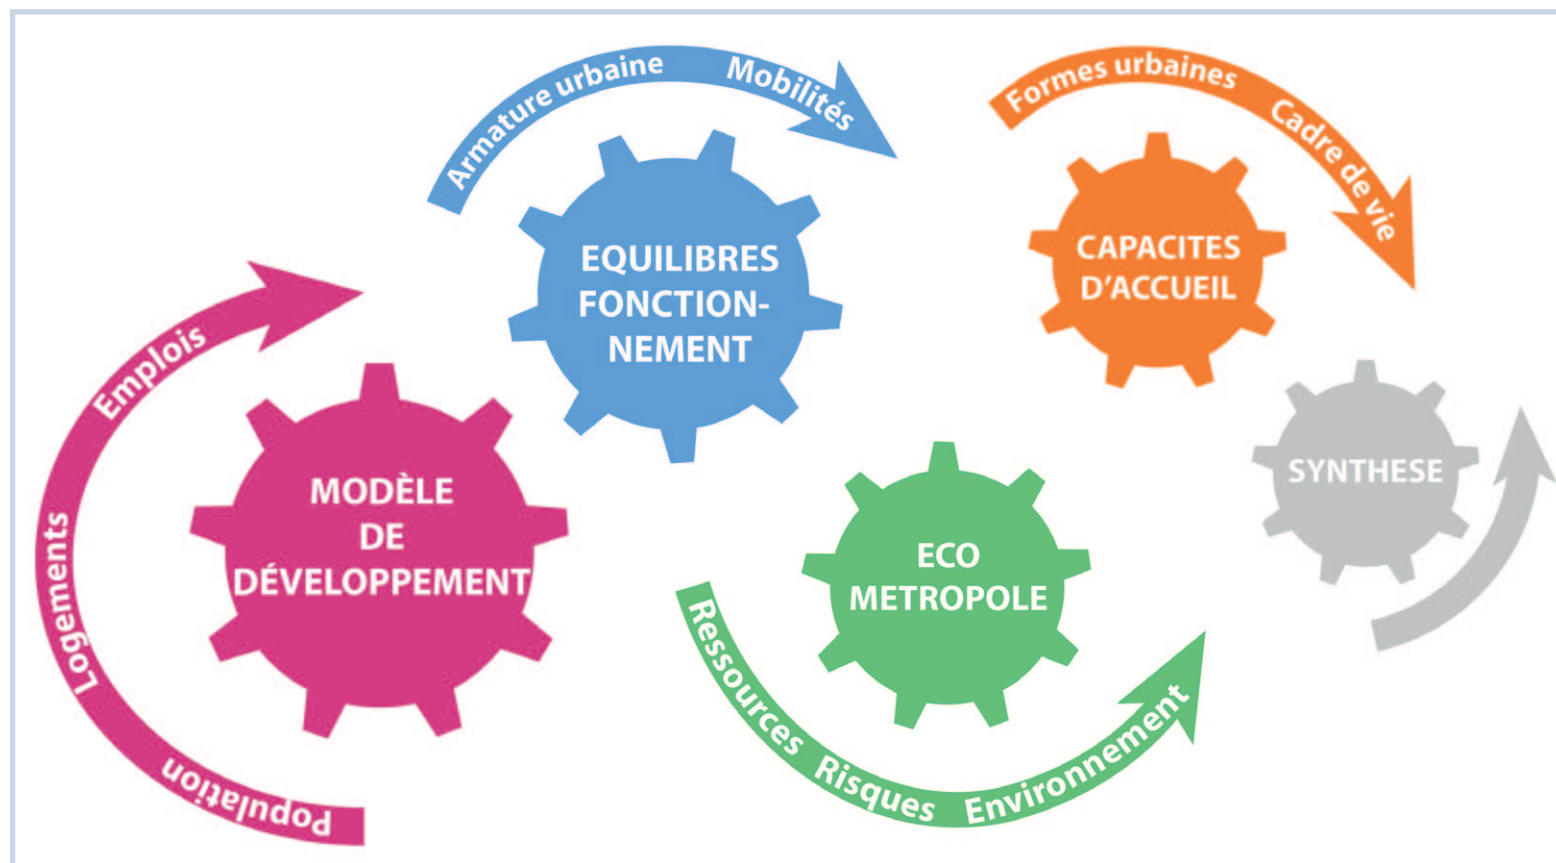 Population
Logements
Emplois
MODÈLE
DE
DÉVELOPPEMENT
Armature urbaine
Mobilités
EQUILIBRES
FONCTION-
NEMENT
Formes urbaines
Cadre de vie
CAPACITES
D'ACCUEIL
ECO
METROPOLE
Ressources
Risques
Environnement
SYNTHESE